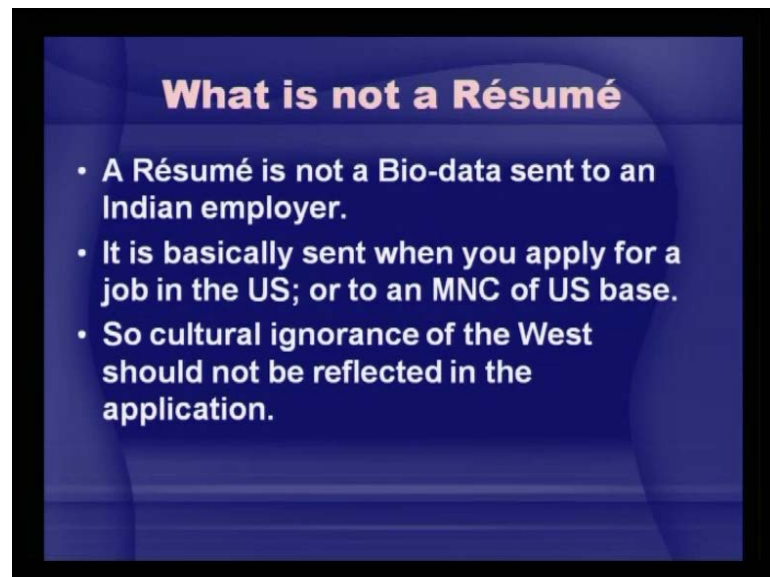 What is not a Résumé
• A Résumé is not a Bio-data sent to an
Indian employer.
• It is basically sent when you apply for a
job in the US; or to an MNC of US base.
• So cultural ignorance of the West
should not be reflected in the
application.